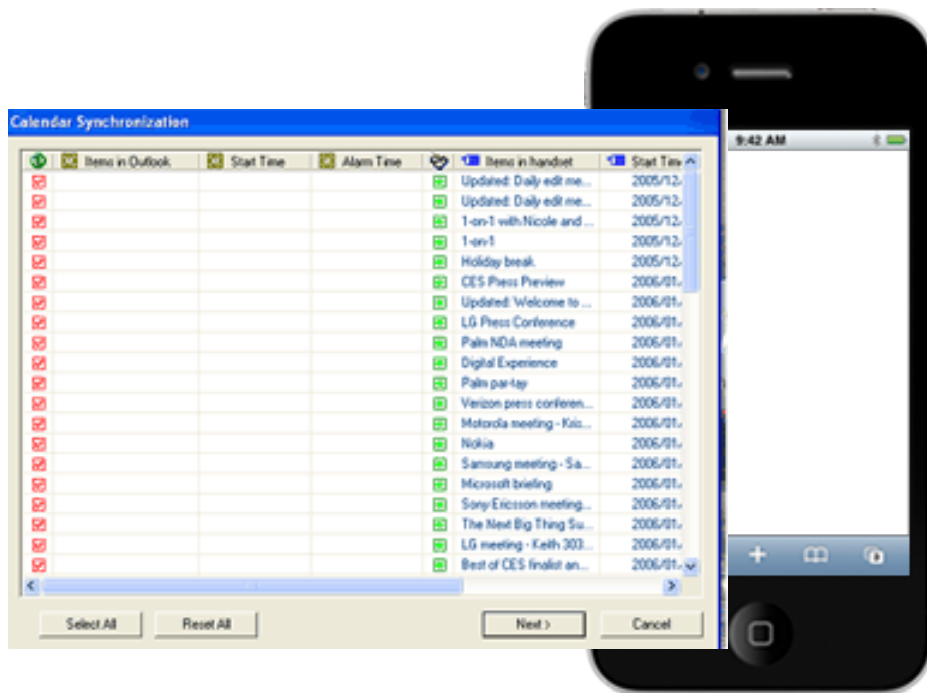 Calendar Synchronization
9:42 AM
Items in Outlook Start Time Alarm Time Items in handset Start Tim
Updated: Daily edit me... 2005/12
Updated: Daily edit me... 2005/12
1-on-1 with Nicole and ... 2005/12
1-on-1 2005/12
Holiday break 2005/12
CES Press Preview 2006/01
Updated: Welcome to ... 2006/01
LG Press Conference 2006/01
Palm NDA meeting 2006/01
Digital Experience 2006/01
Palm par-tay 2006/01
Verizon press conferen... 2006/01
Motorola meeting - Kris... 2006/01
Nokia 2006/01
Samsung meeting - Sa... 2006/01
Microsoft briefing 2006/01
Sony Ericsson meeting... 2006/01
The Next Big Thing Su... 2006/01
LG meeting - Keith 303... 2006/01
Best of CES finalist an... 2006/01
Select All Reset All Next > Cancel